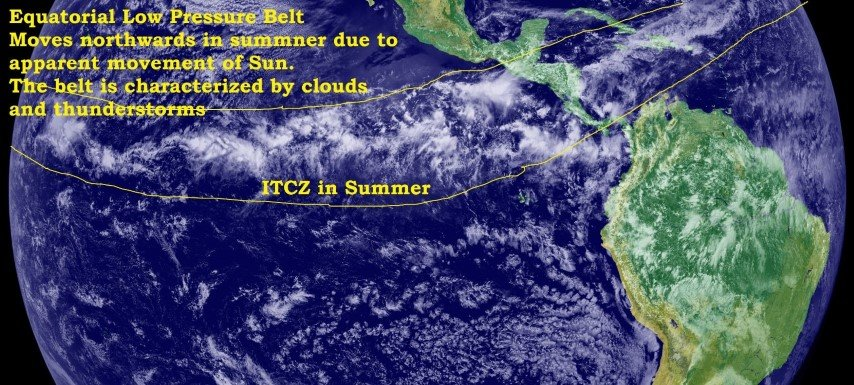 Equatorial Low Pressure Belt
Moves northwards in summner due to
apparent movement of Sun.
The belt is characterized by clouds
and thunderstorms
ITCZ in Summer